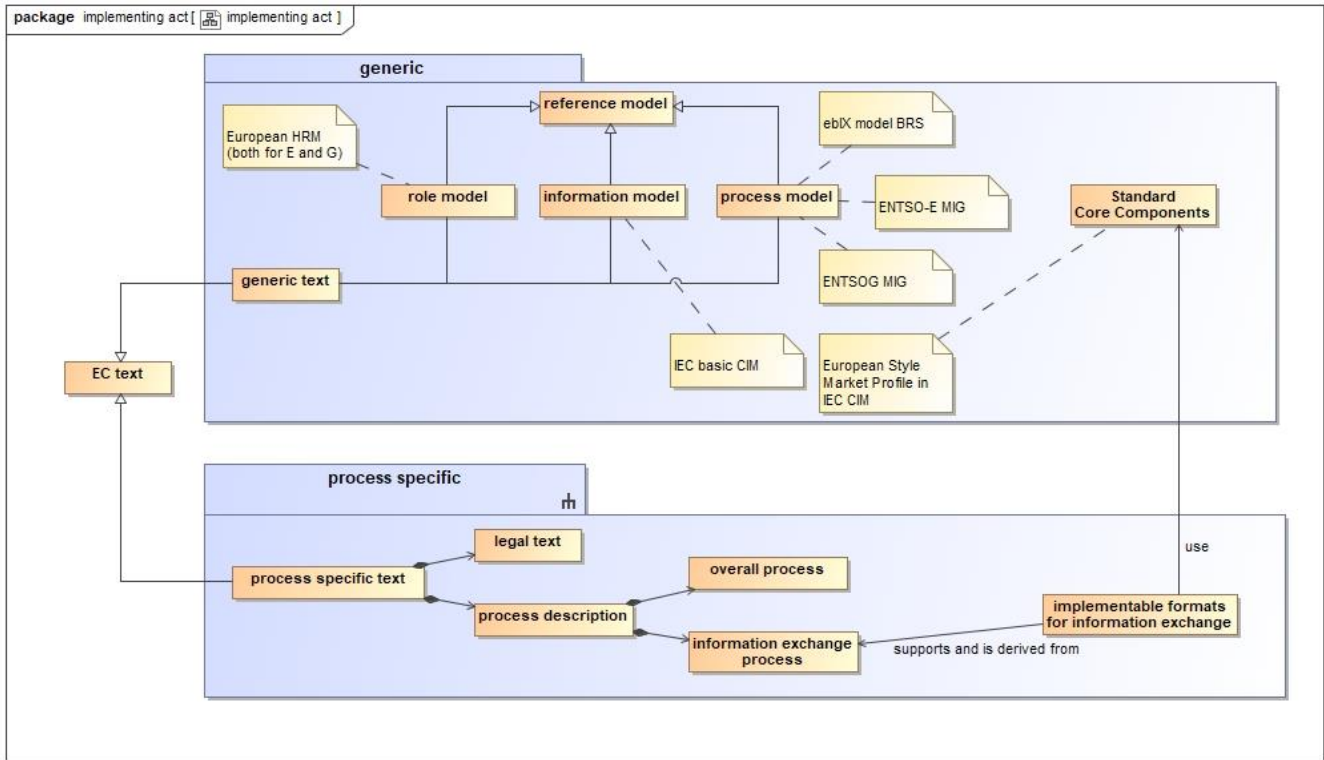 package implementing act [ implementing act ]
generic
reference model
European HRM
(both for E and G)
ebIX model BRS
role model
information model
process model
ENTSO-E MIG
Standard
Core Components
generic text
ENTSOG MIG
EC text
IEC basic CIM
European Style
Market Profile in
IEC CIM
process specific
legal text
use
process specific text
overall process
process description
implementable formats
for information exchange
information exchange
process
supports and is derived from